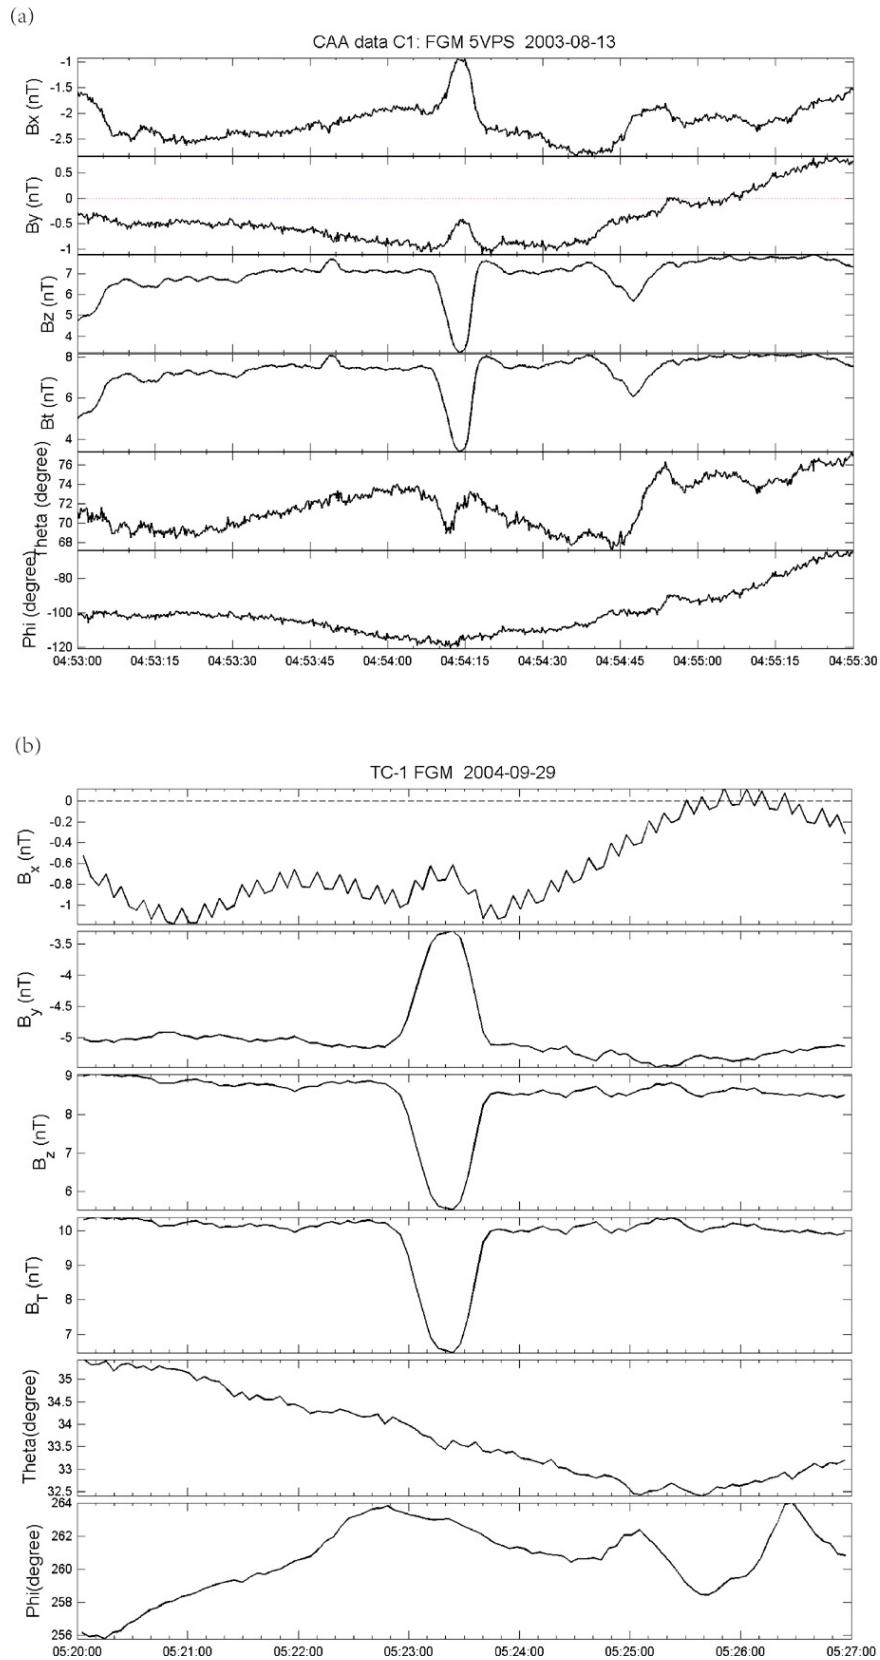 (a)
CAA data C1: FGM 5VPS 2003-08-13
Bx (nT)
-1
-1.5
-2
-2.5
By (nT)
0.5
0
-0.5
-1
Bz (nT)
7
6
5
4
Bt (nT)
8
6
4
Theta (degree)
76
74
72
70
68
Phi (degree)
-80
-100
-120
04:53:00 04:53:15 04:53:30 04:53:45 04:54:00 04:54:15 04:54:30 04:54:45 04:55:00 04:55:15 04:55:30
(b)
TC-1 FGM 2004-09-29
Bx (nT)
0
-0.2
-0.4
-0.6
-0.8
-1
By (nT)
-3.5
-4
-4.5
-5
Bz (nT)
9
8
7
6
BT (nT)
10
9
8
7
Theta(degree)
35
34.5
34
33.5
33
32.5
Phi(degree)
264
262
260
258
256
05:20:00 05:21:00 05:22:00 05:23:00 05:24:00 05:25:00 05:26:00 05:27:00